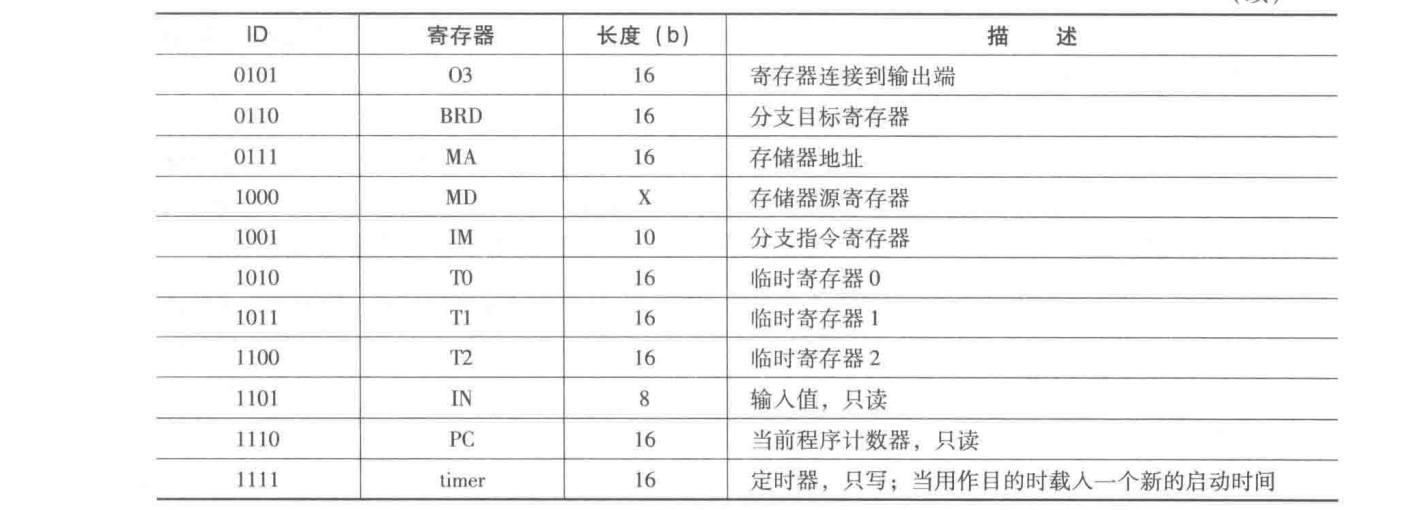 (续)
ID 寄存器 长度 (b) 描 述
0101 O3 16 寄存器连接到输出端
0110 BRD 16 分支目标寄存器
0111 MA 16 存储器地址
1000 MD X 存储器源寄存器
1001 IM 10 分支指令寄存器
1010 T0 16 临时寄存器 0
1011 T1 16 临时寄存器 1
1100 T2 16 临时寄存器 2
1101 IN 8 输入值，只读
1110 PC 16 当前程序计数器，只读
1111 timer 16 定时器，只写；当用作目的时载入一个新的启动时间